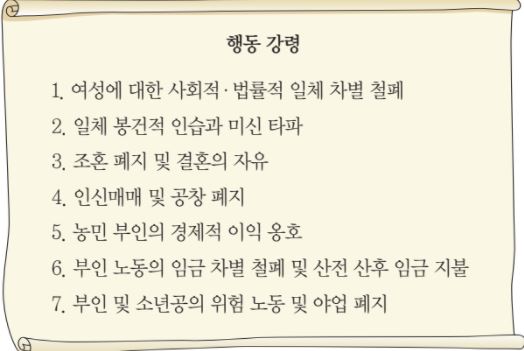 행동 강령
1. 여성에 대한 사회적·법률적 일체 차별 철폐
2. 일체 봉건적 인습과 미신 타파
3. 조혼 폐지 및 결혼의 자유
4. 인신매매 및 공창 폐지
5. 농민 부인의 경제적 이익 옹호
6. 부인 노동의 임금 차별 철폐 및 산전 산후 임금 지불
7. 부인 및 소년공의 위험 노동 및 야업 폐지